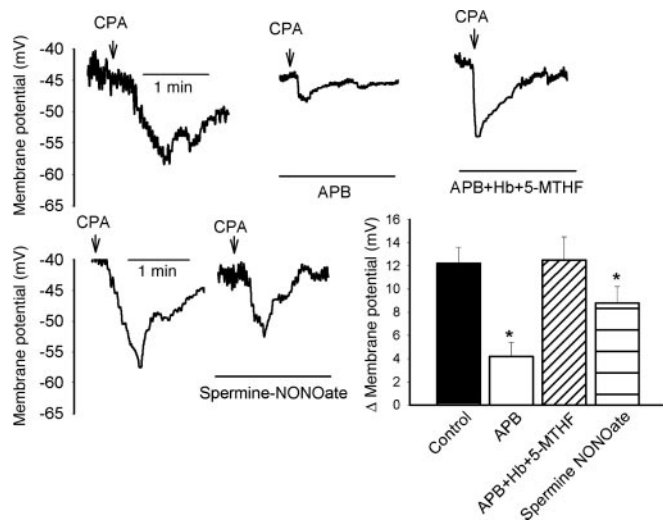 CPA
CPA
CPA
Membrane potential (mV)
-40
-45
-50
-55
-60
-65
1 min
APB
APB+Hb+5-MTHF
CPA
CPA
Membrane potential (mV)
-40
-45
-50
-55
-60
-65
1 min
Spermine-NONOate
Δ Membrane potential (mV)
16
14
12
10
8
6
4
2
0
*
*
Control
APB
APB+Hb+5-MTHF
Spermine NONOate